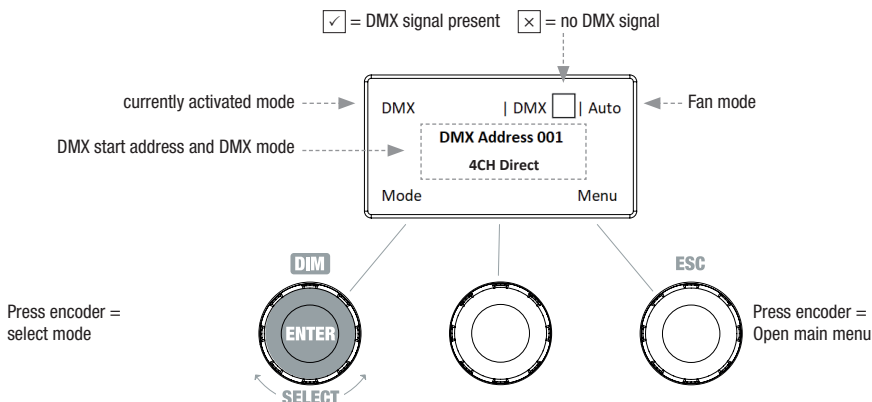 ✓ = DMX signal present × = no DMX signal
currently activated mode
DMX | DMX | Auto
Fan mode
DMX start address and DMX mode
DMX Address 001
4CH Direct
Mode Menu
DIM
ESC
Press encoder =
select mode
ENTER
Press encoder =
Open main menu
SELECT